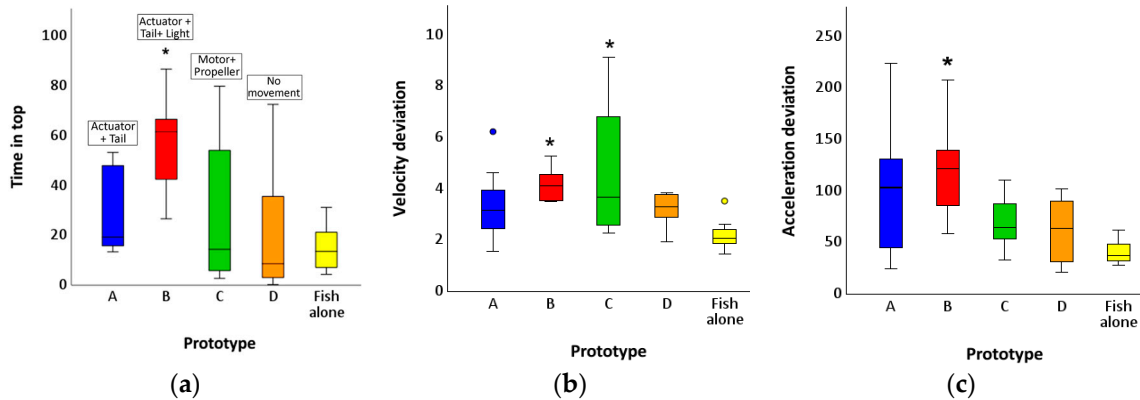 Time in top
100
80
60
40
20
0
Actuator
+ Tail
Actuator +
Tail+ Light
*
Motor+
Propeller
No
movement
A B C D Fish
alone
Prototype
(a)
Velocity deviation
10
8
6
4
2
0
*
*
A B C D Fish
alone
Prototype
(b)
Acceleration deviation
250
200
150
100
50
0
*
A B C D Fish
alone
Prototype
(c)